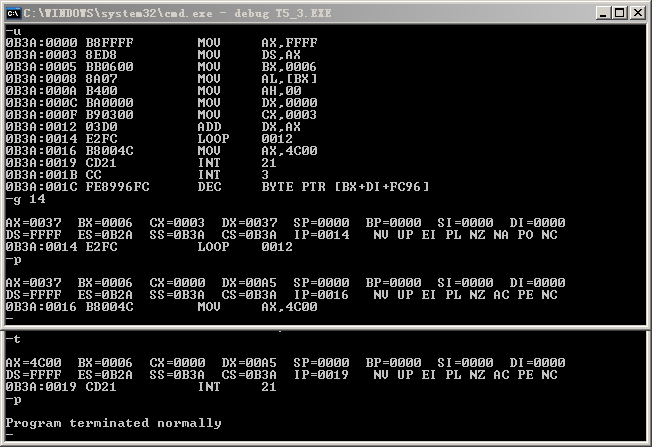 C:\WINDOWS\system32\cmd.exe - debug T5_3.EXE
-u
0B3A:0000 B8FFFF        MOV     AX,FFFF
0B3A:0003 8ED8          MOV     DS,AX
0B3A:0005 BB0600        MOV     BX,0006
0B3A:0008 8A07          MOV     AL,[BX]
0B3A:000A B400          MOV     AH,00
0B3A:000C BA0000        MOV     DX,0000
0B3A:000F B90300        MOV     CX,0003
0B3A:0012 03D0          ADD     DX,AX
0B3A:0014 E2FC          LOOP    0012
0B3A:0016 B8004C        MOV     AX,4C00
0B3A:0019 CD21          INT     21
0B3A:001B CC            INT     3
0B3A:001C FE8996FC      DEC     BYTE PTR [BX+DI+FC96]
-g 14
AX=0037  BX=0006  CX=0003  DX=0037  SP=0000  BP=0000  SI=0000  DI=0000
DS=FFFF  ES=0B2A  SS=0B3A  CS=0B3A  IP=0014   NV UP EI PL NZ NA PO NC
0B3A:0014 E2FC          LOOP    0012
-p
AX=0037  BX=0006  CX=0000  DX=00A5  SP=0000  BP=0000  SI=0000  DI=0000
DS=FFFF  ES=0B2A  SS=0B3A  CS=0B3A  IP=0016   NV UP EI PL NZ AC PE NC
0B3A:0016 B8004C        MOV     AX,4C00
-
-t
AX=4C00  BX=0006  CX=0000  DX=00A5  SP=0000  BP=0000  SI=0000  DI=0000
DS=FFFF  ES=0B2A  SS=0B3A  CS=0B3A  IP=0019   NV UP EI PL NZ AC PE NC
0B3A:0019 CD21          INT     21
-p
Program terminated normally
-